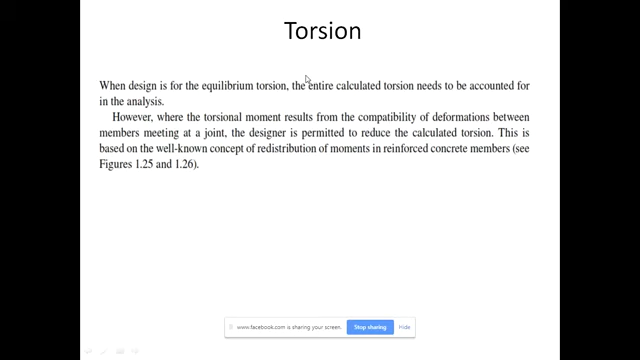 Torsion
When design is for the equilibrium torsion, the entire calculated torsion needs to be accounted for
in the analysis.
However, where the torsional moment results from the compatibility of deformations between
members meeting at a joint, the designer is permitted to reduce the calculated torsion. This is
based on the well-known concept of redistribution of moments in reinforced concrete members (see
Figures 1.25 and 1.26).
www.facebook.com is sharing your screen. Stop sharing Hide